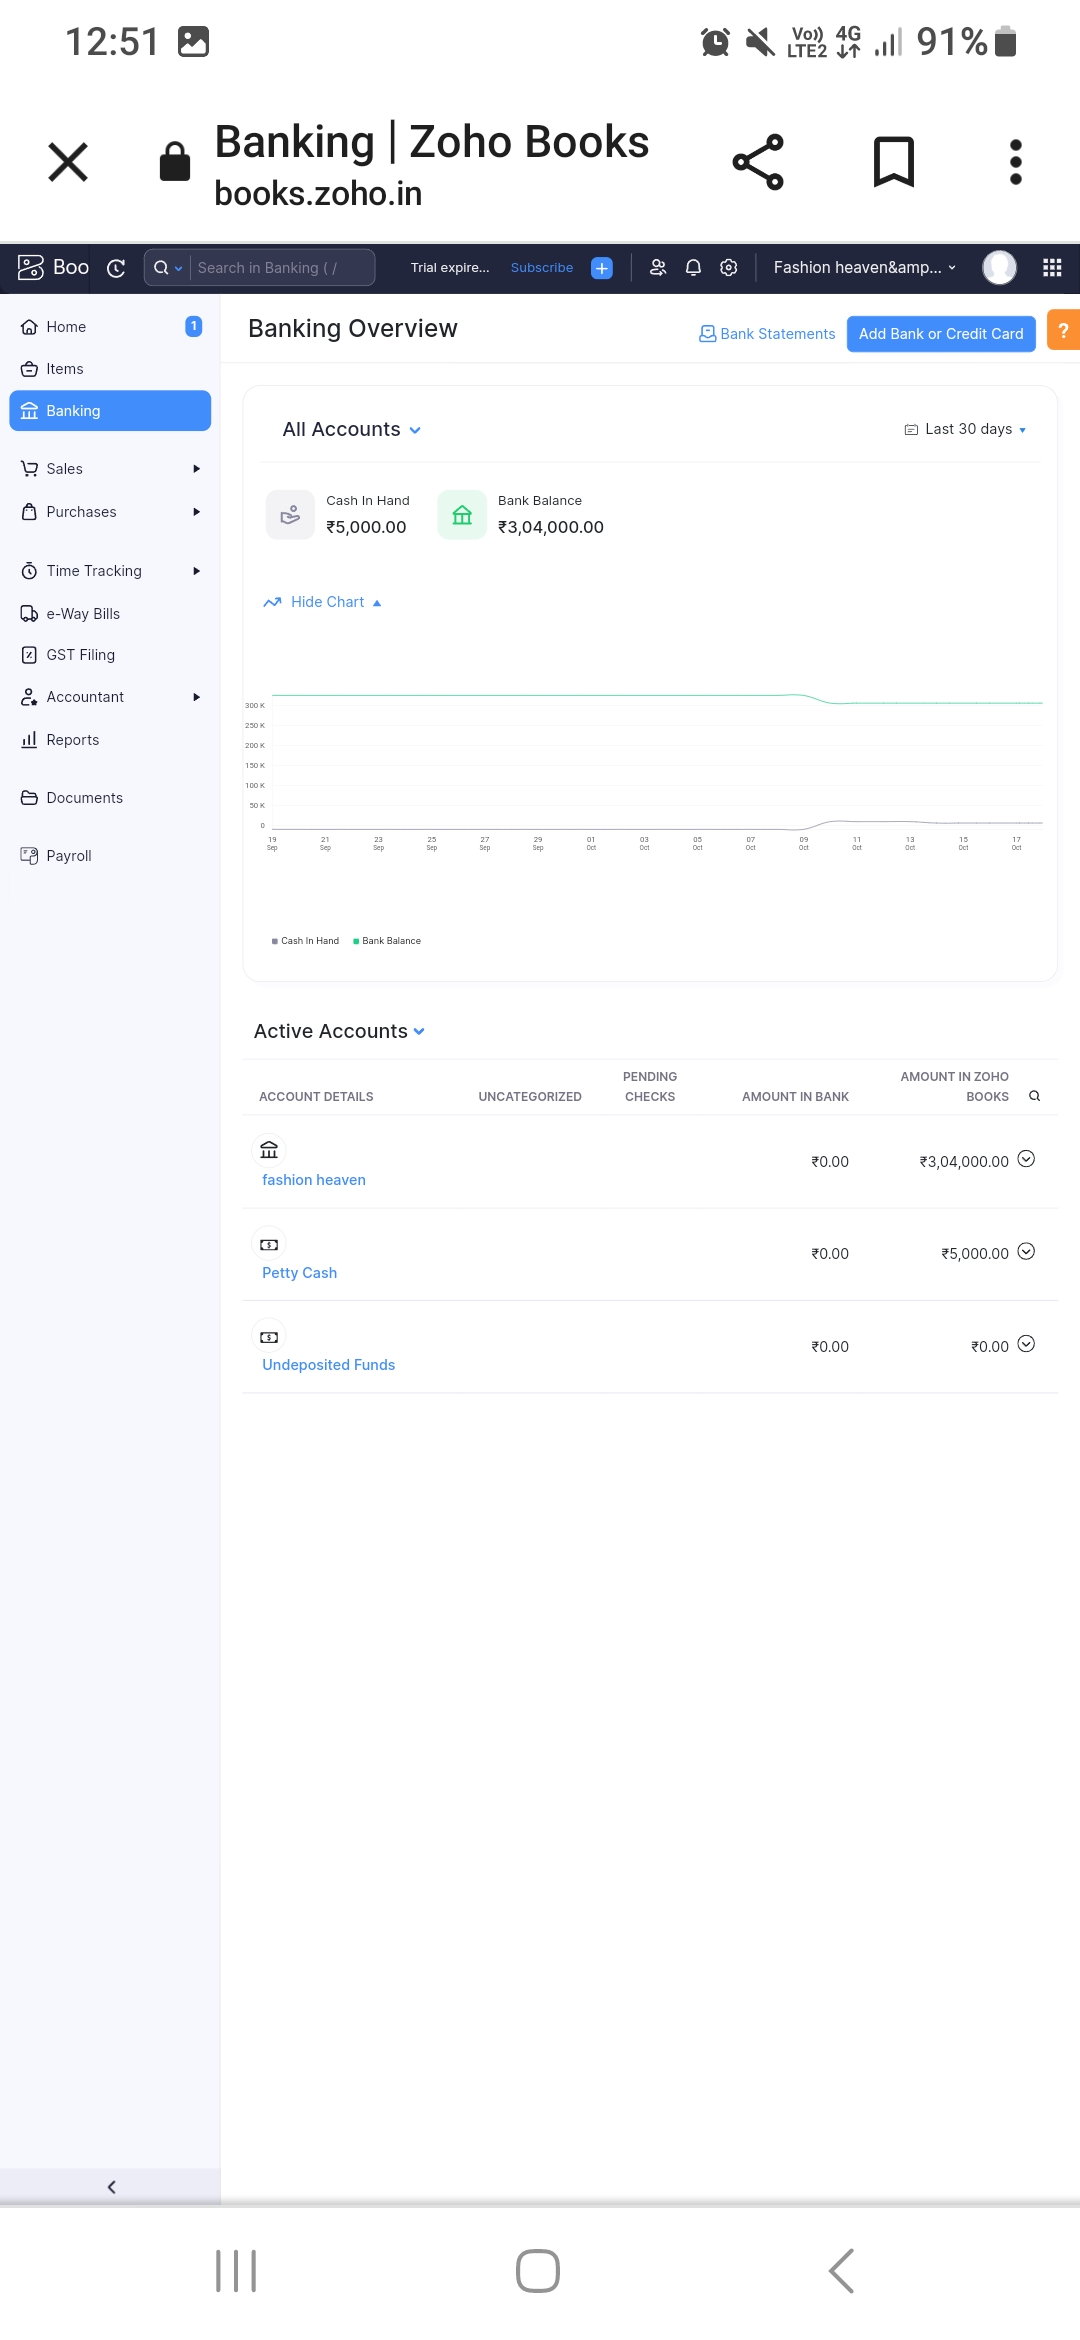 12:51
Vo)) LTE2 4G 91%
Banking | Zoho Books
books.zoho.in
Boo
Search in Banking ( /
Trial expire...
Subscribe
Fashion heaven&amp...
Home
1
Items
Banking
Sales
Purchases
Time Tracking
e-Way Bills
GST Filing
Accountant
Reports
Documents
Payroll
Banking Overview
Bank Statements
Add Bank or Credit Card
?
All Accounts
Last 30 days
Cash In Hand
₹5,000.00
Bank Balance
₹3,04,000.00
Hide Chart
300 K
250 K
200 K
150 K
100 K
50 K
0
19 21 23 25 27 29 01 03 05 07 09 11 13 15 17
Sep Sep Sep Sep Sep Sep Oct Oct Oct Oct Oct Oct Oct Oct Oct
Cash In Hand Bank Balance
Active Accounts
ACCOUNT DETAILS
UNCATEGORIZED
PENDING
CHECKS
AMOUNT IN BANK
AMOUNT IN ZOHO
BOOKS
fashion heaven
₹0.00
₹3,04,000.00
Petty Cash
₹0.00
₹5,000.00
Undeposited Funds
₹0.00
₹0.00